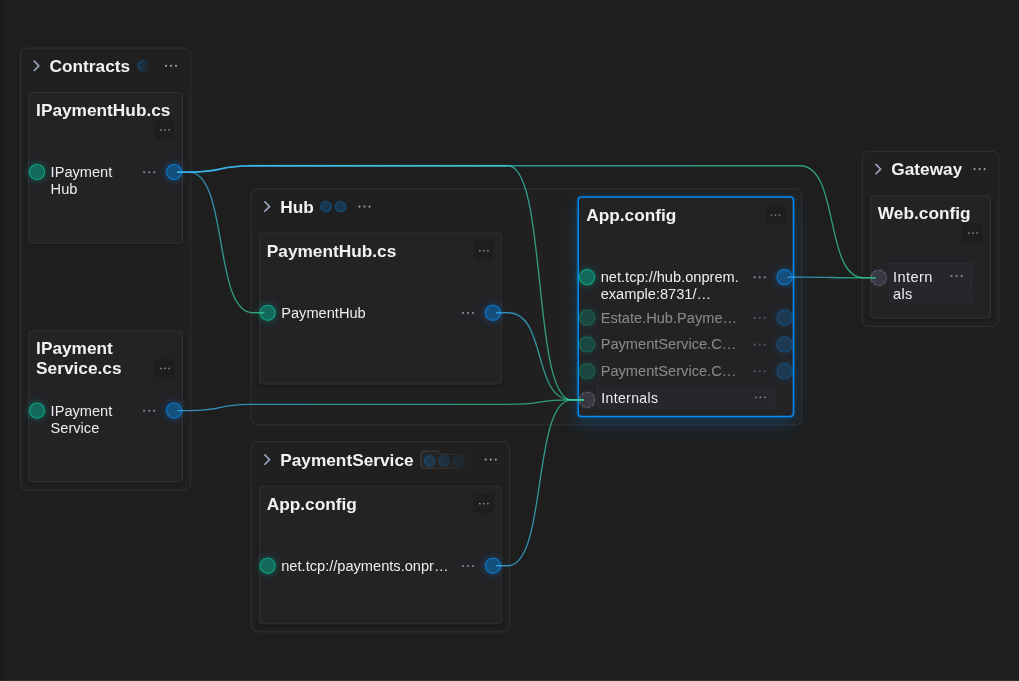 Contracts
IPaymentHub.cs
IPayment
Hub
IPayment
Service.cs
IPayment
Service
Hub
PaymentHub.cs
PaymentHub
App.config
net.tcp://hub.onprem.
example:8731/…
Estate.Hub.Payme…
PaymentService.C…
PaymentService.C…
Internals
PaymentService
App.config
net.tcp://payments.onpr…
Gateway
Web.config
Intern
als